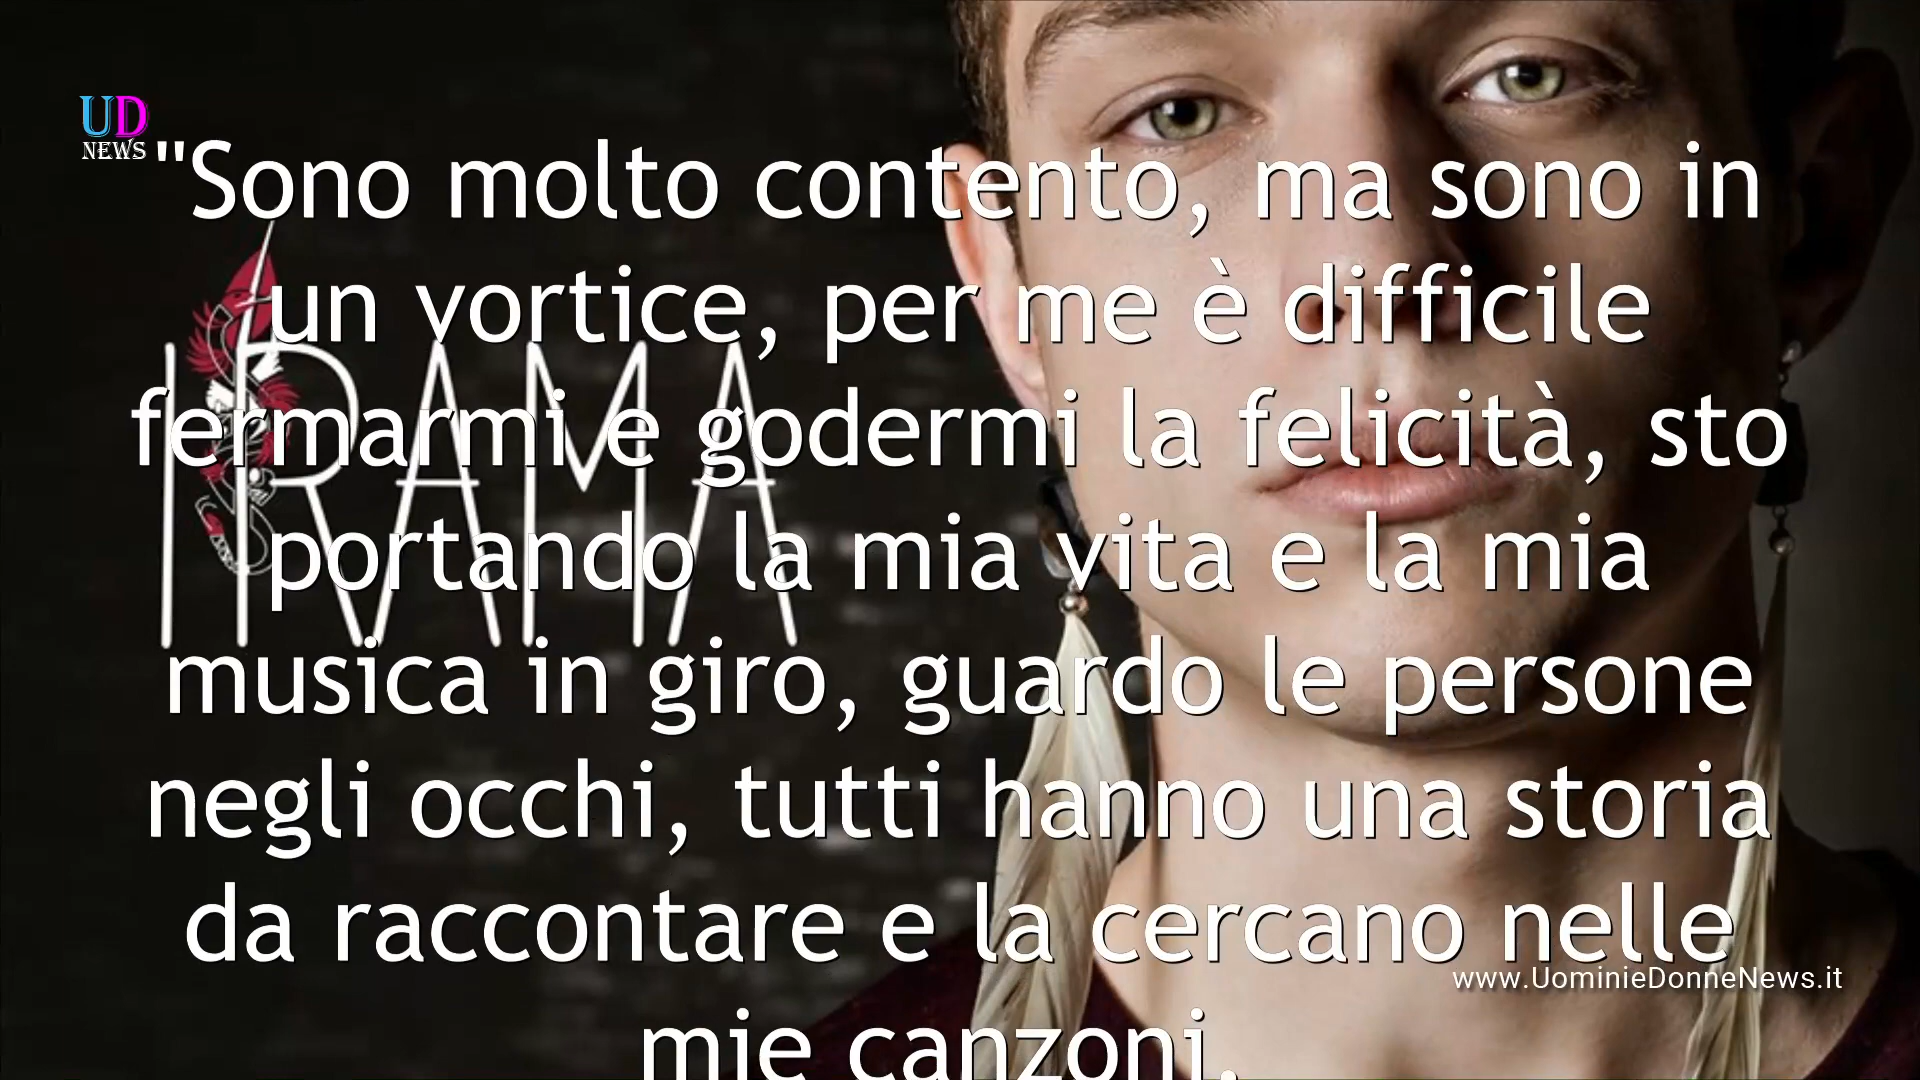 UD
NEWS
"Sono molto contento, ma sono in
un vortice, per me è difficile
fermarmi e godermi la felicità, sto
IRAMA
portando la mia vita e la mia
musica in giro, guardo le persone
negli occhi, tutti hanno una storia
da raccontare e la cercano nelle
www.UominieDonneNews.it
mie canzoni.